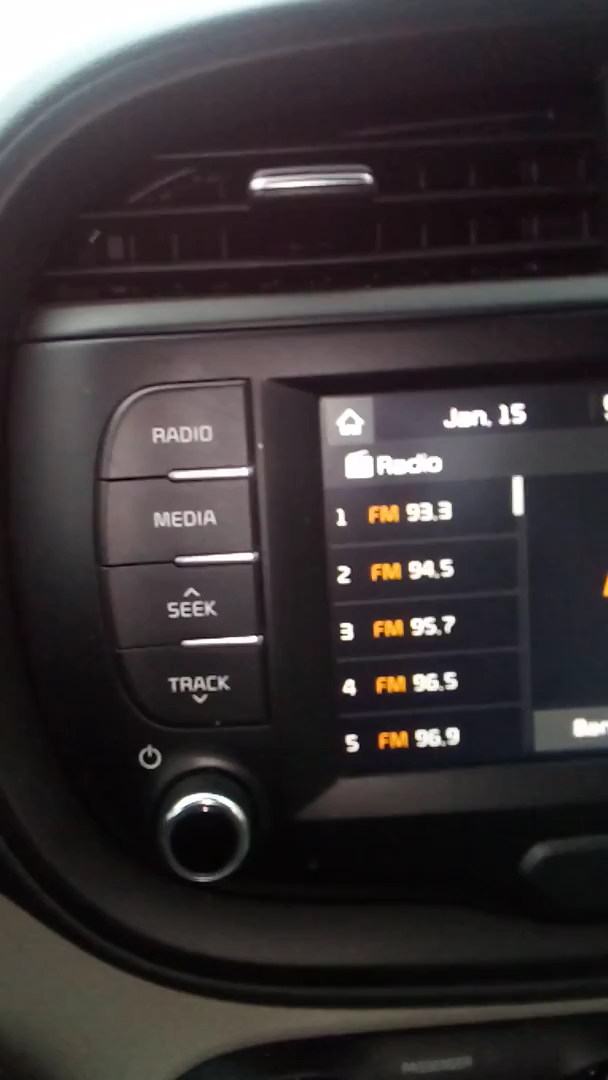 RADIO
MEDIA
SEEK
TRACK
Jan. 15
Radio
1 FM 93.3
2 FM 94.5
3 FM 95.7
4 FM 96.5
5 FM 96.9
PASSENGER